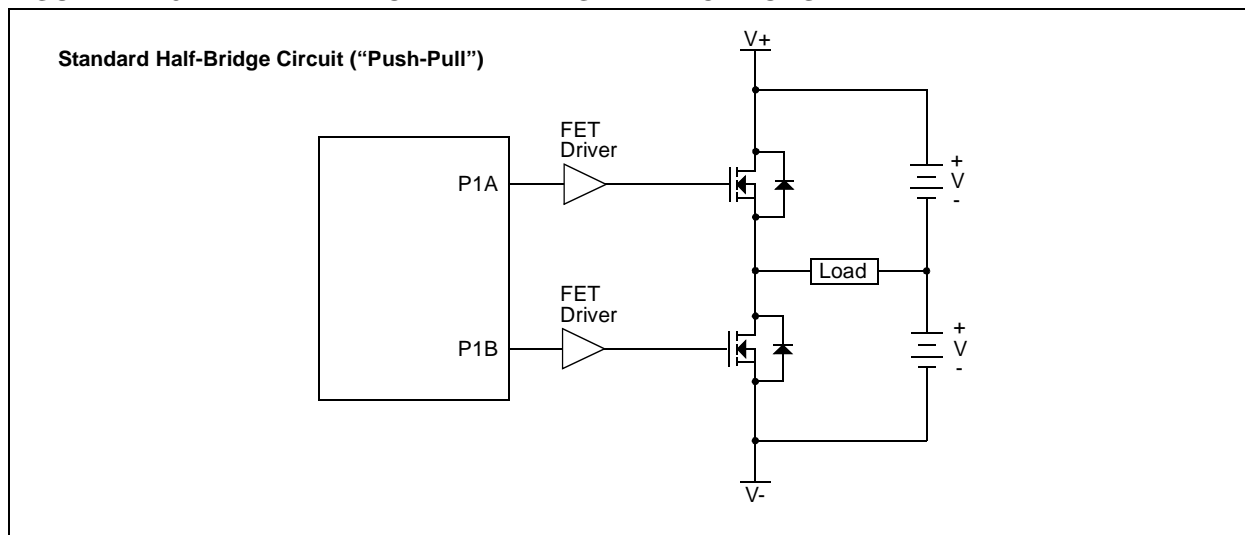 Standard Half-Bridge Circuit (“Push-Pull”)
V+
FET
Driver
P1A
+
V
-
Load
FET
Driver
P1B
+
V
-
V-